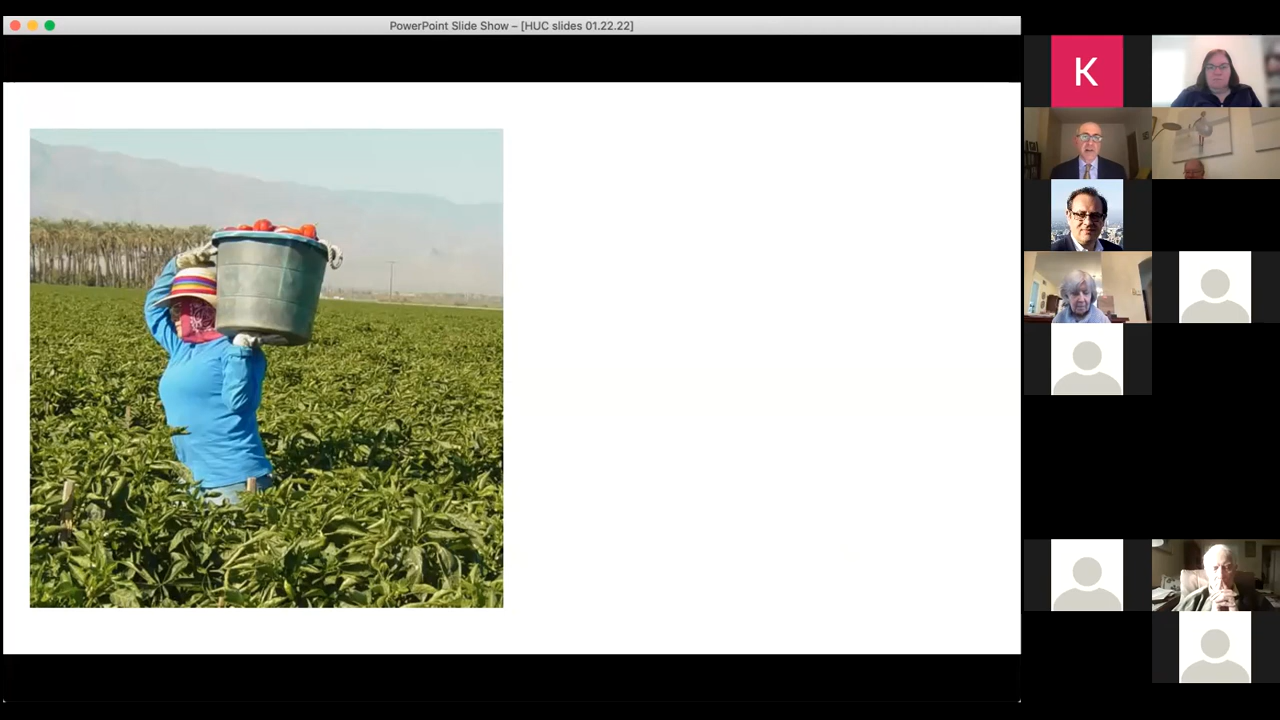 PowerPoint Slide Show – [HUC slides 01.22.22]
K